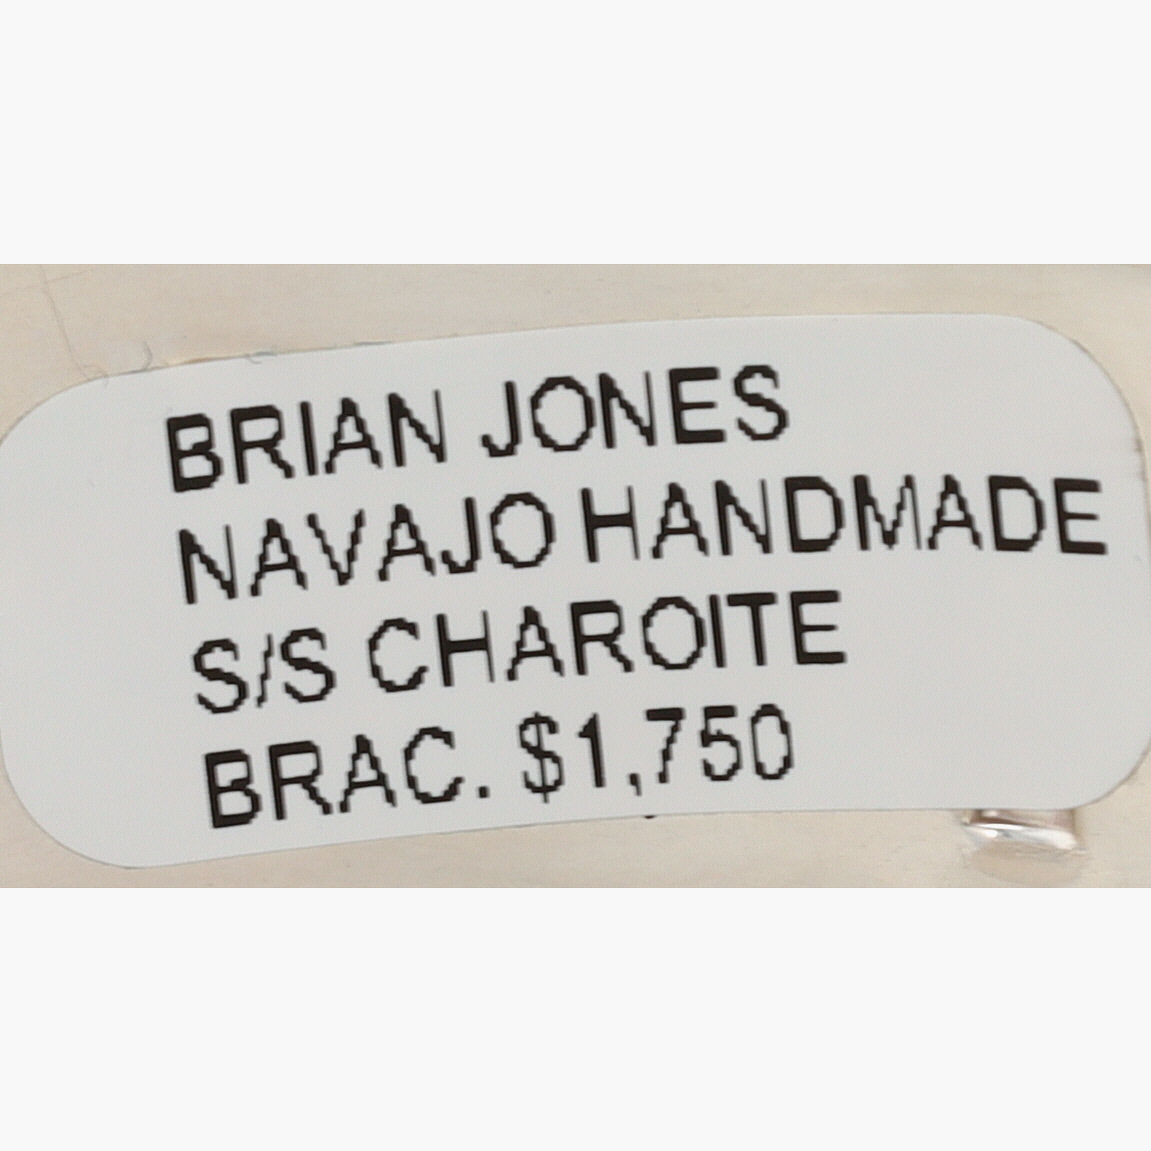 BRIAN JONES
NAVAJO HANDMADE
S/S CHAROITE
BRAC. $1,750